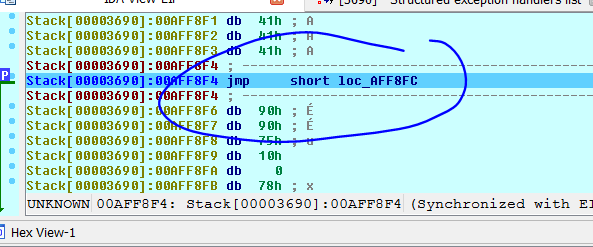 IDA View-EIP
[3690] - Structured exception handlers list
Stack[00003690]:00AFF8F1 db 41h ; A
Stack[00003690]:00AFF8F2 db 41h ; A
Stack[00003690]:00AFF8F3 db 41h ; A
Stack[00003690]:00AFF8F4 ; ---------------------------------
Stack[00003690]:00AFF8F4 jmp short loc_AFF8FC
Stack[00003690]:00AFF8F4 ; ---------------------------------
Stack[00003690]:00AFF8F6 db 90h ; É
Stack[00003690]:00AFF8F7 db 90h ; É
Stack[00003690]:00AFF8F8 db 75h ; u
Stack[00003690]:00AFF8F9 db 10h
Stack[00003690]:00AFF8FA db 0
Stack[00003690]:00AFF8FB db 78h ; x
P
UNKNOWN 00AFF8F4: Stack[00003690]:00AFF8F4 (Synchronized with EI
Hex View-1